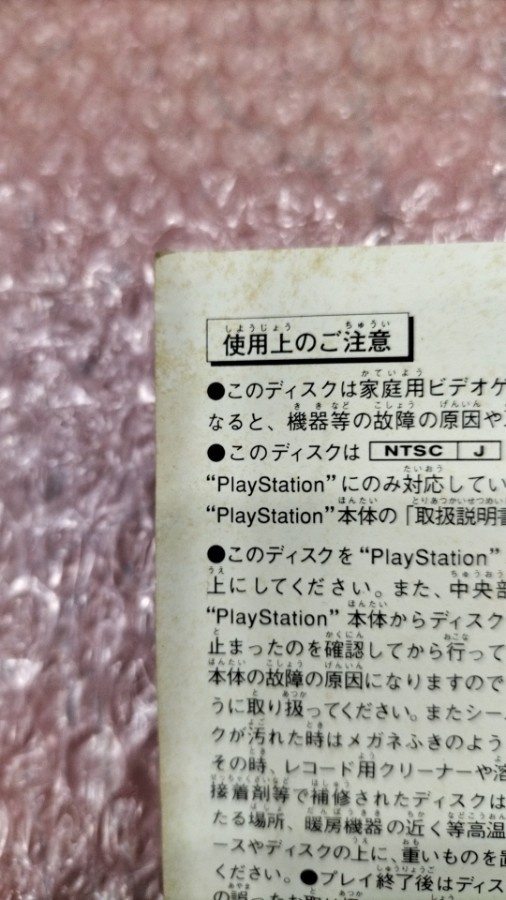 使用上のご注意
●このディスクは家庭用ビデオゲ
なると、機器等の故障の原因や
●このディスクは NTSC J
“PlayStation”にのみ対応してい
“PlayStation”本体の「取扱説明書
●このディスクを“PlayStation”
上にしてください。また、中央部
“PlayStation”本体からディスク
止まったのを確認してから行って
本体の故障の原因になりますので
うに取り扱ってください。またシー
クが汚れた時はメガネふきのよう
その時、レコード用クリーナーや溶
接着剤等で補修されたディスクは
たる場所、暖房機器の近く等高温
ースやディスクの上に、重いものを置
ください。●プレイ終了後はディス